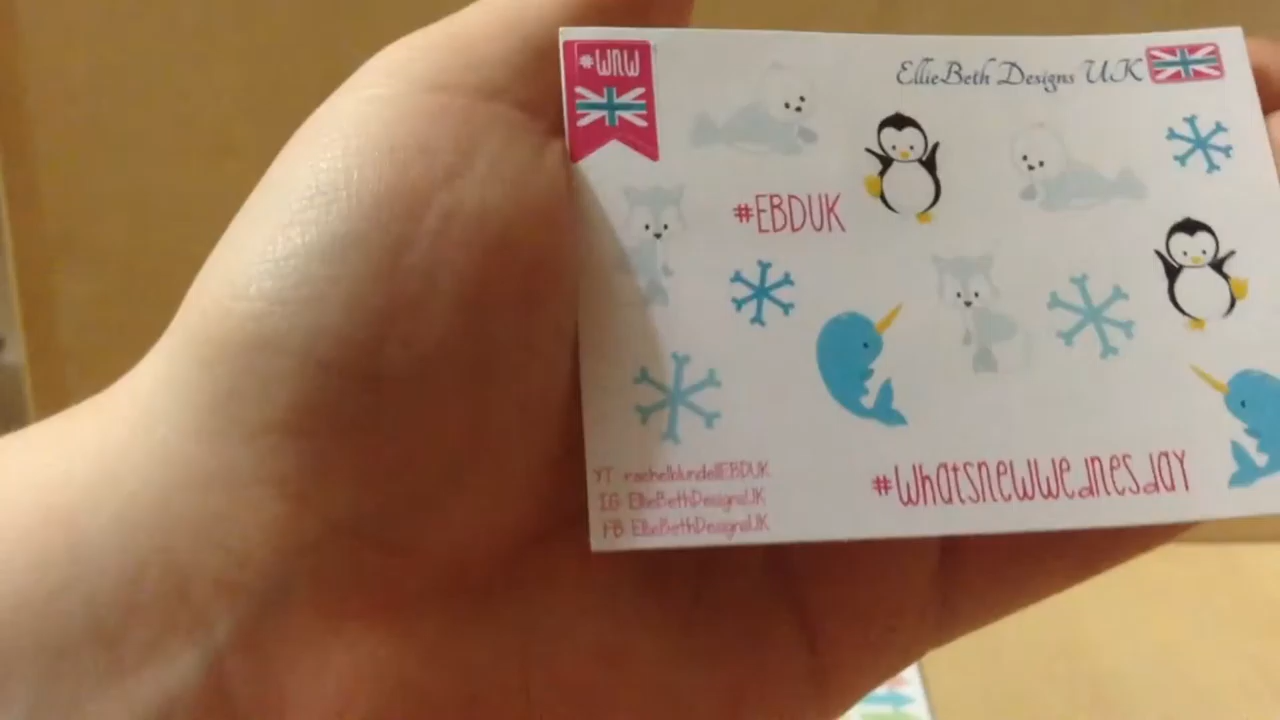 #WNW
EllieBeth Designs UK
#EBDUK
#WHATSNEWWEDNESDAY
YT rachelblundellEBDUK
IG EllieBethDesignsUK
FB EllieBethDesignsUK